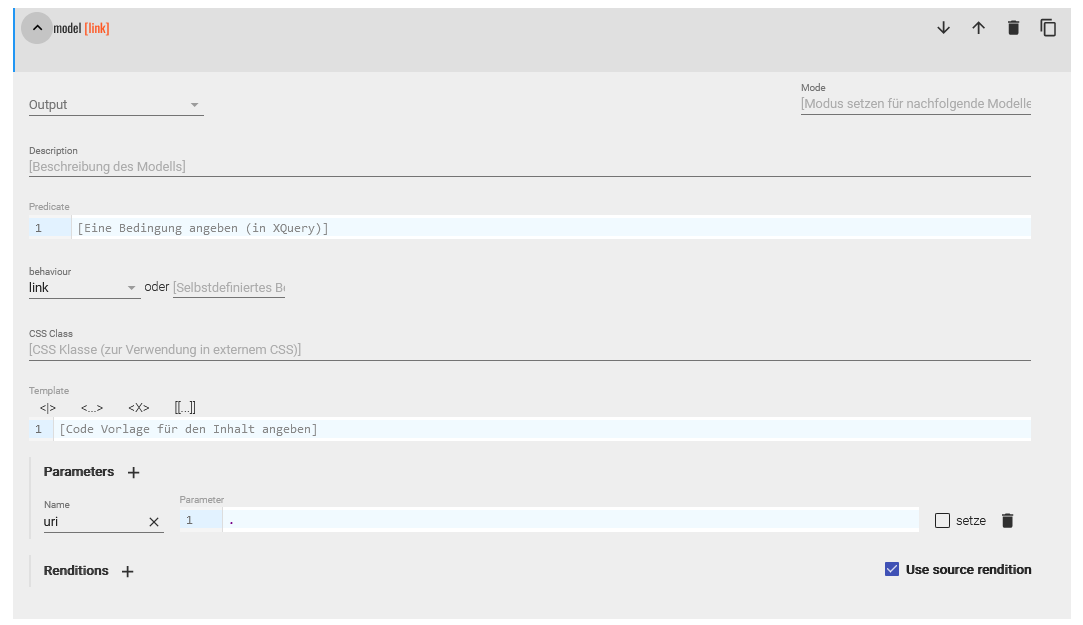 model [link]
Output
Mode
[Modus setzen für nachfolgende Modelle
Description
[Beschreibung des Modells]
Predicate
1 [Eine Bedingung angeben (in XQuery)]
behaviour
link oder [Selbstdefiniertes Be
CSS Class
[CSS Klasse (zur Verwendung in externem CSS)]
Template
<|> <...> <X> [[...]]
1 [Code Vorlage für den Inhalt angeben]
Parameters +
Name Parameter
uri 1 . setze
Renditions + Use source rendition